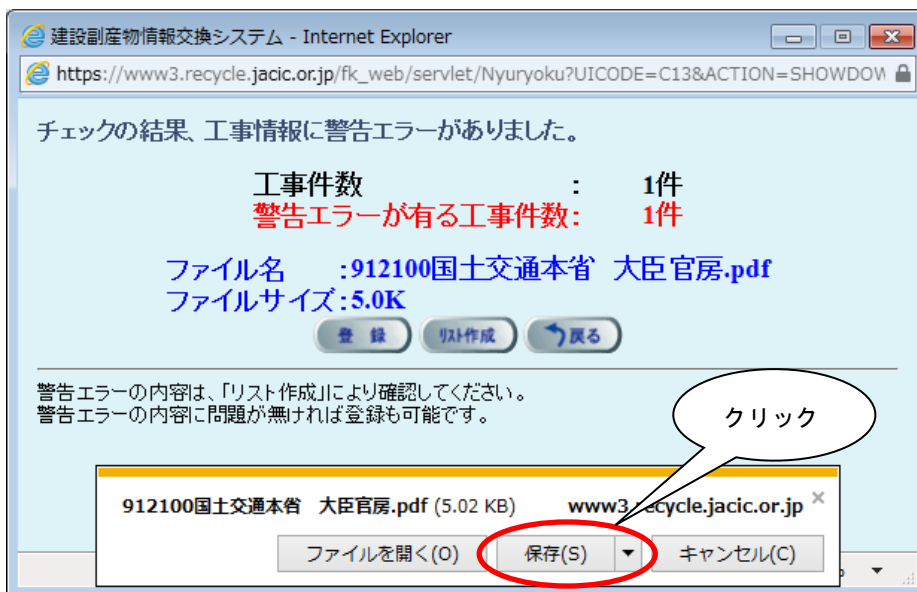 建設副産物情報交換システム - Internet Explorer
https://www3.recycle.jacic.or.jp/fk_web/servlet/Nyuryoku?UICODE=C13&ACTION=SHOWDOW
チェックの結果、工事情報に警告エラーがありました。
工事件数 : 1件
警告エラーが有る工事件数: 1件
ファイル名 :912100国土交通本省 大臣官房.pdf
ファイルサイズ:5.0K
登 録 リスト作成 戻る
警告エラーの内容は、「リスト作成」により確認してください。
警告エラーの内容に問題が無ければ登録も可能です。
クリック
912100国土交通本省 大臣官房.pdf (5.02 KB) www3.recycle.jacic.or.jp ×
ファイルを開く(O) 保存(S) ▼ キャンセル(C)